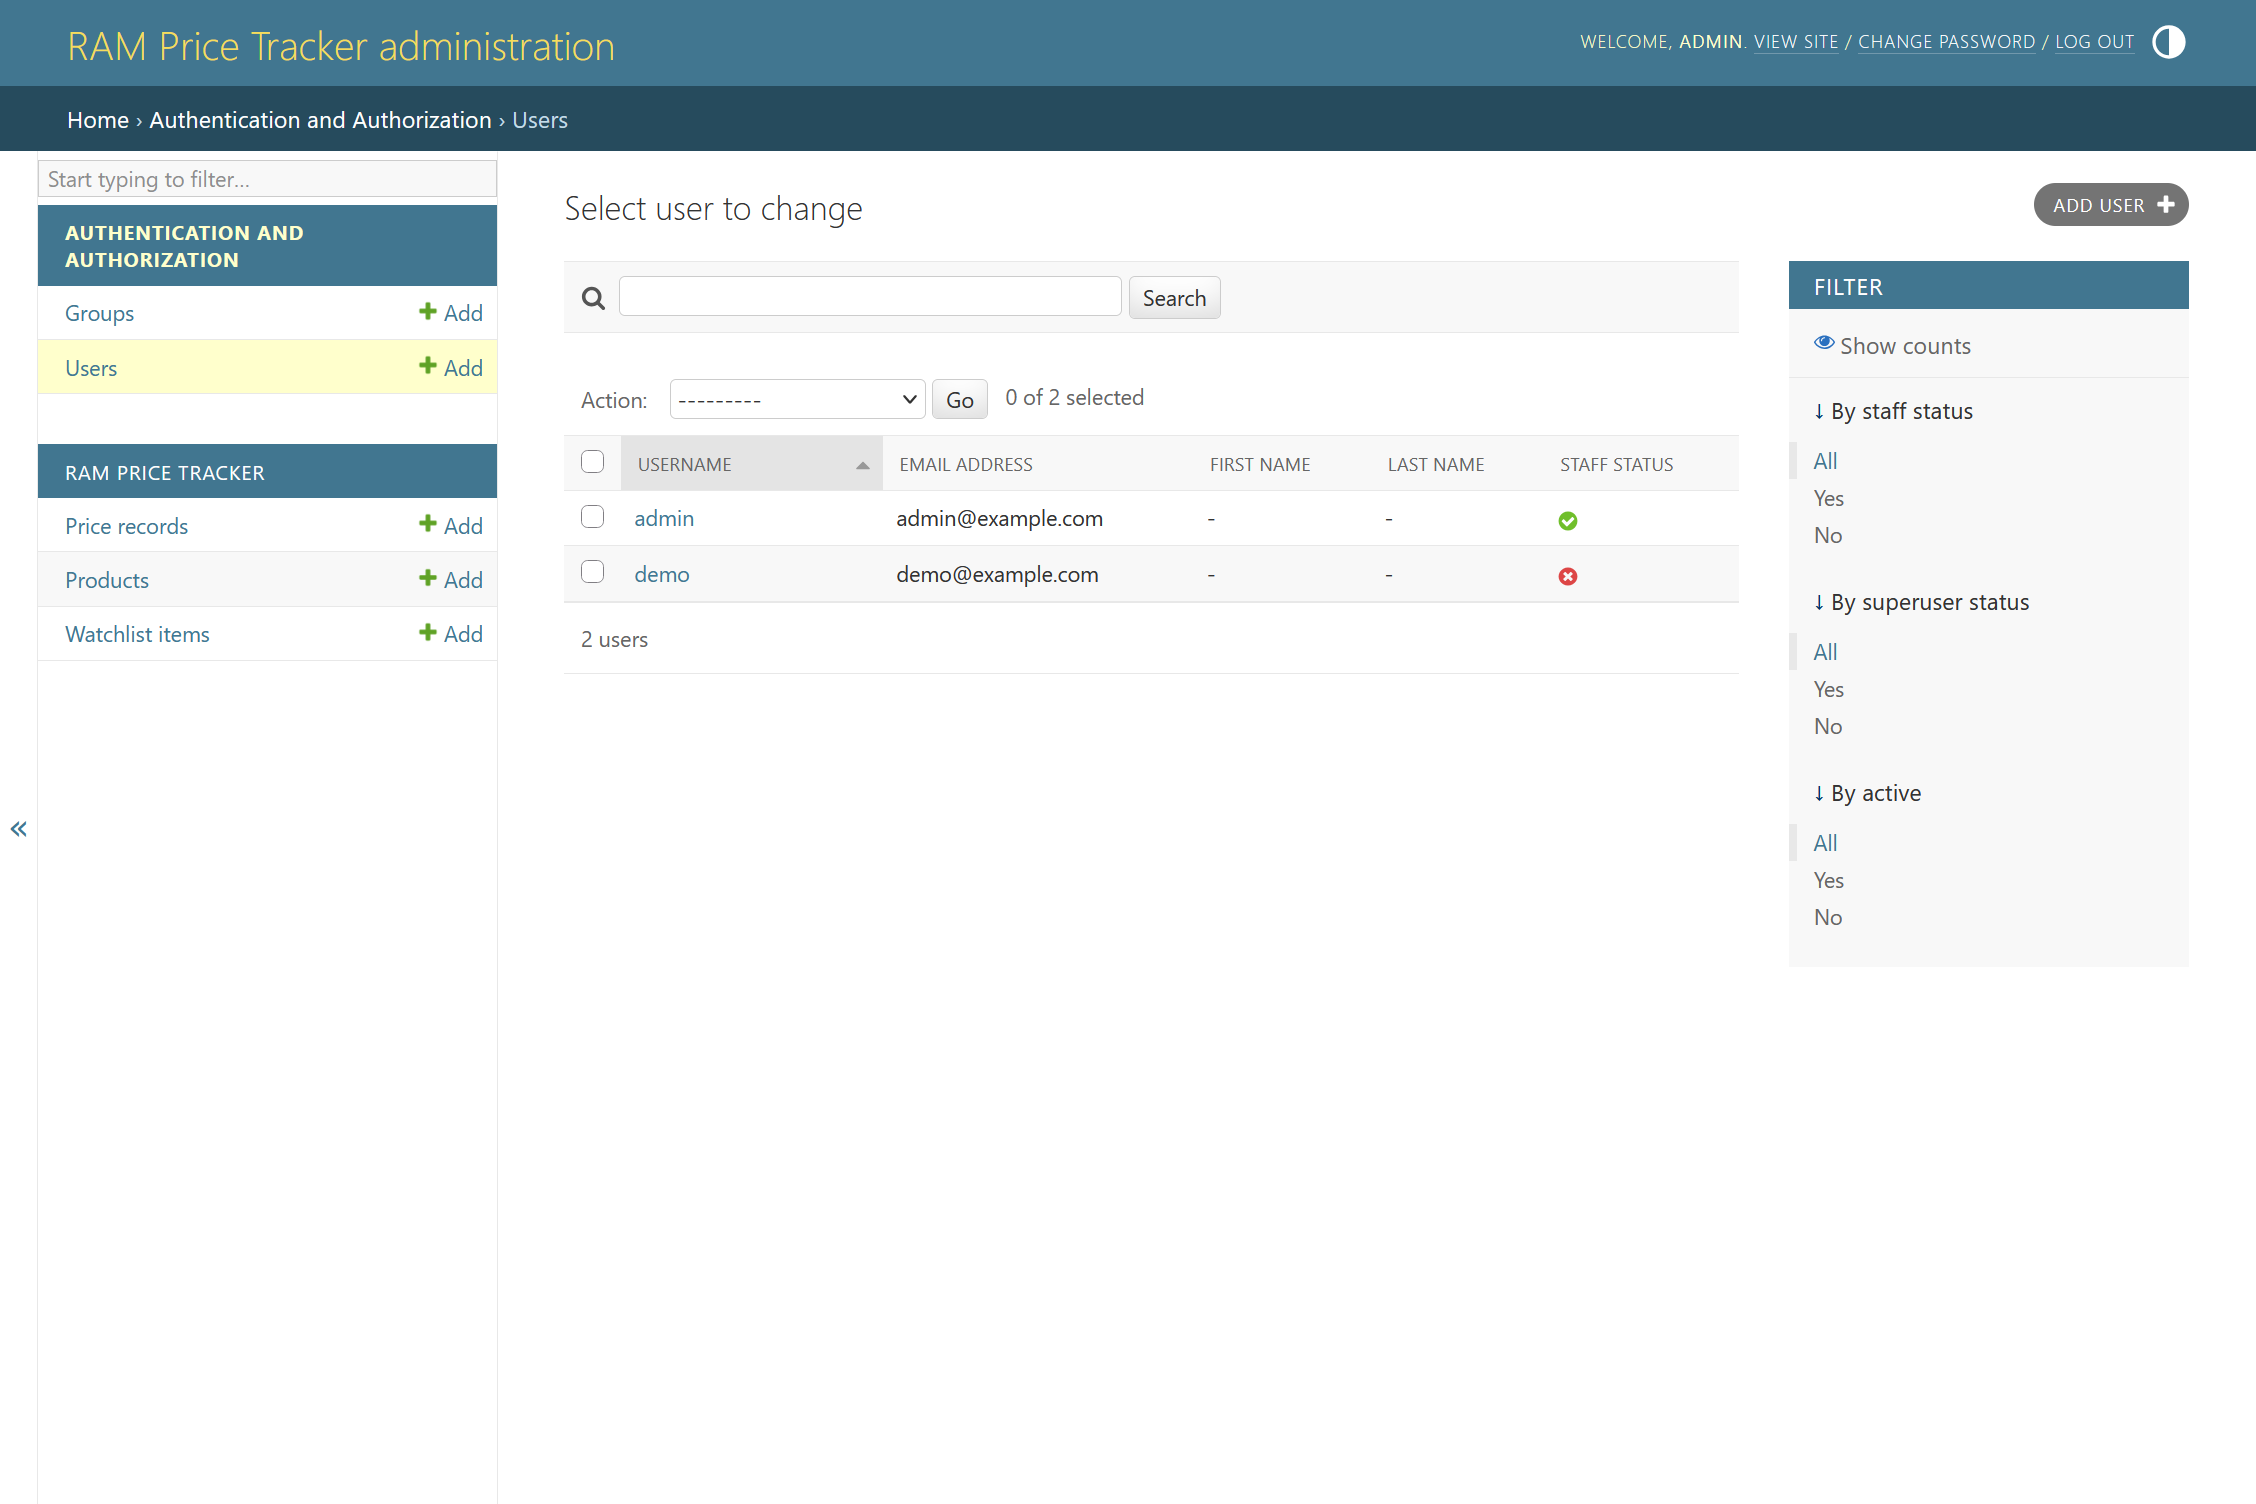 RAM Price Tracker administration
WELCOME, ADMIN. VIEW SITE / CHANGE PASSWORD / LOG OUT
Home › Authentication and Authorization › Users
Start typing to filter...
AUTHENTICATION AND
AUTHORIZATION
Groups Add
Users Add
RAM PRICE TRACKER
Price records Add
Products Add
Watchlist items Add
«
Select user to change
ADD USER
Search
Action: --------- Go 0 of 2 selected
USERNAME EMAIL ADDRESS FIRST NAME LAST NAME STAFF STATUS
admin admin@example.com - -
demo demo@example.com - -
2 users
FILTER
Show counts
↓ By staff status
All
Yes
No
↓ By superuser status
All
Yes
No
↓ By active
All
Yes
No